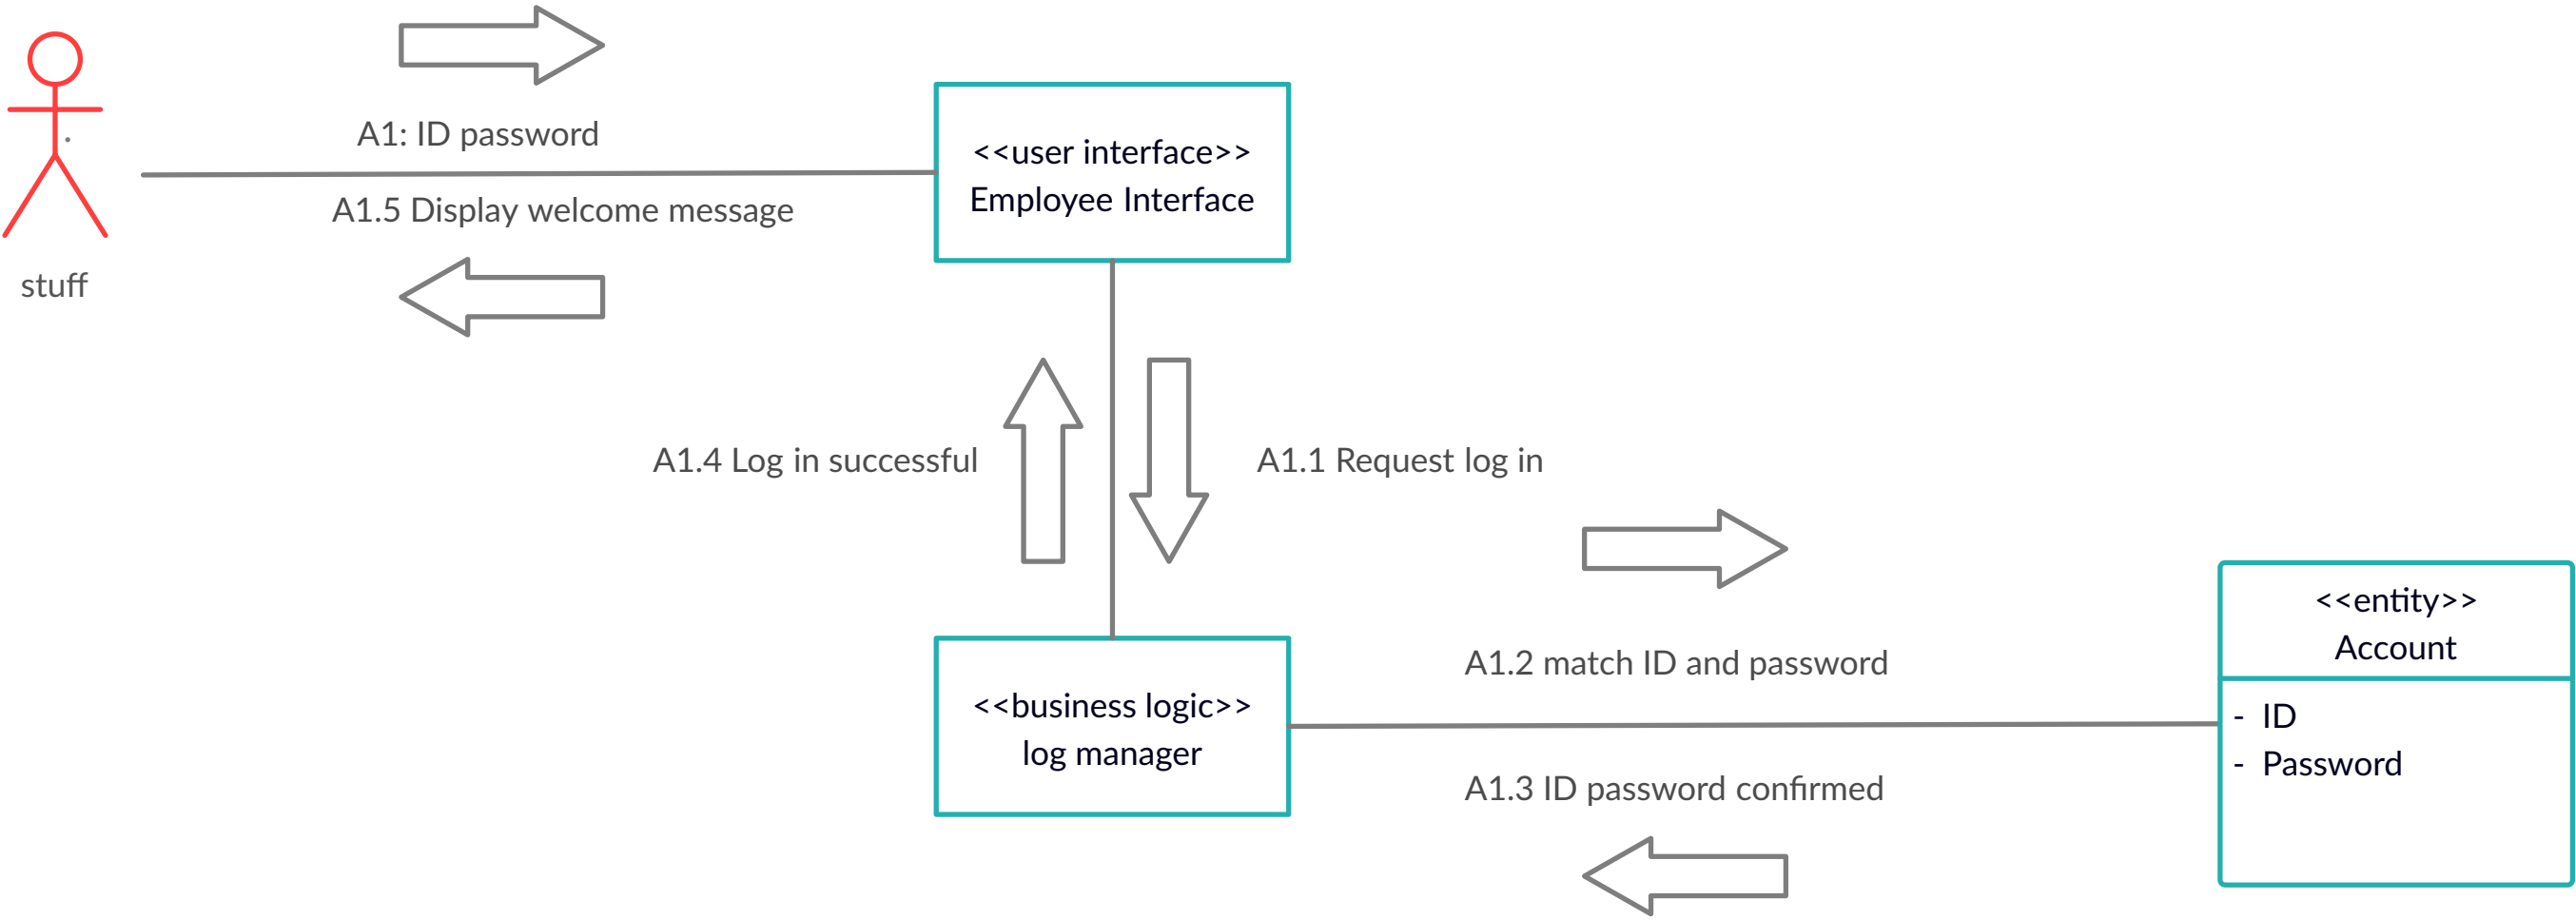 A1: ID password
A1.5 Display welcome message
stuff
<<user interface>>
Employee Interface
A1.4 Log in successful
A1.1 Request log in
<<business logic>>
log manager
A1.2 match ID and password
A1.3 ID password confirmed
<<entity>>
Account
- ID
- Password